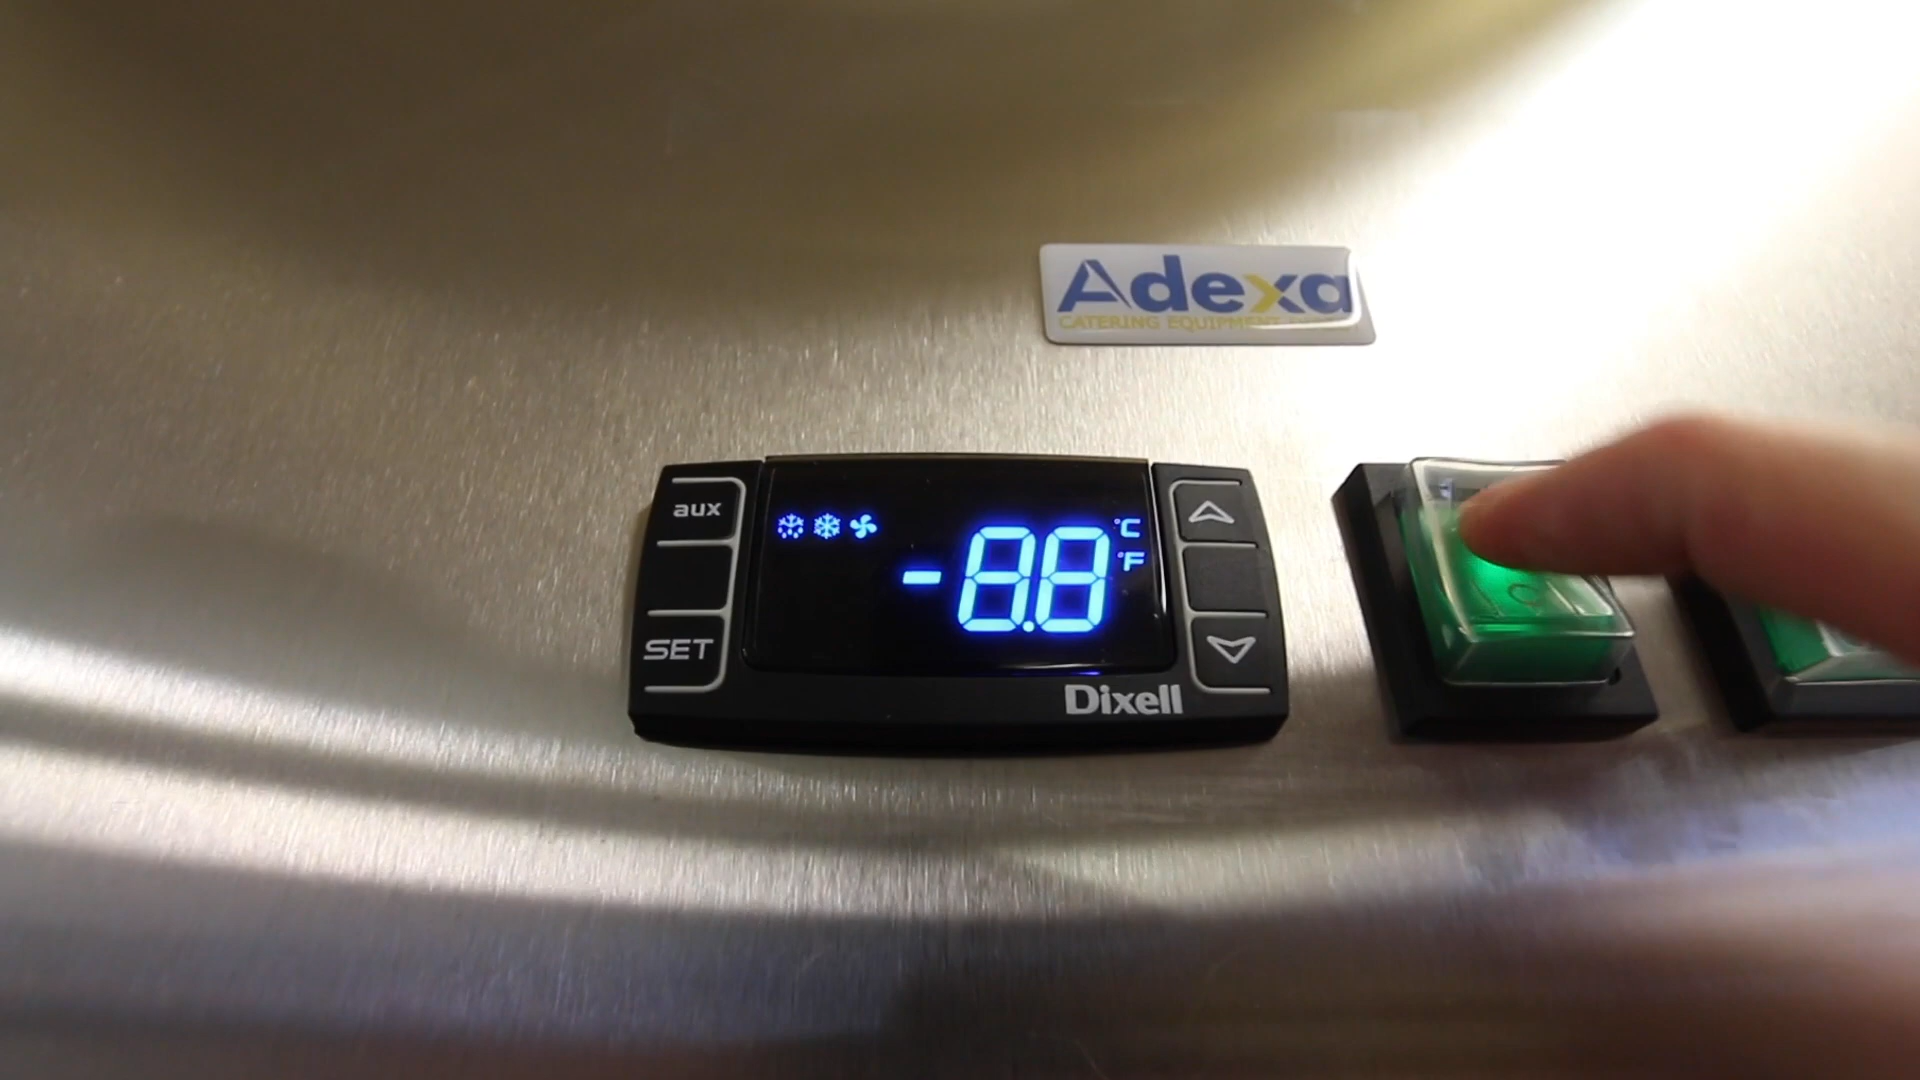 Adexa
CATERING EQUIPMENT
aux
SET
-8.8
°C
°F
Dixell